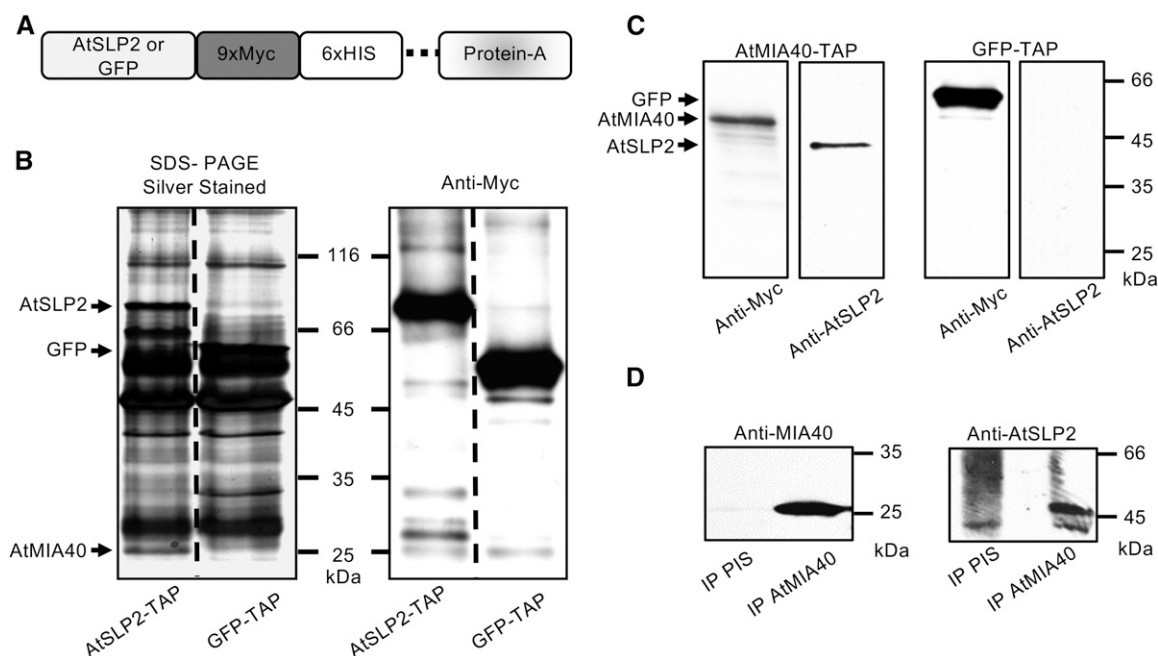 A
AtSLP2 or
GFP
9xMyc
6xHIS
Protein-A
B
SDS- PAGE
Silver Stained
Anti-Myc
AtSLP2
GFP
AtMIA40
116
66
45
35
25
kDa
AtSLP2-TAP
GFP-TAP
AtSLP2-TAP
GFP-TAP
C
AtMIA40-TAP
GFP-TAP
GFP
AtMIA40
AtSLP2
66
45
35
25
kDa
Anti-Myc
Anti-AtSLP2
Anti-Myc
Anti-AtSLP2
D
Anti-MIA40
Anti-AtSLP2
35
25
kDa
66
45
kDa
IP PIS
IP AtMIA40
IP PIS
IP AtMIA40